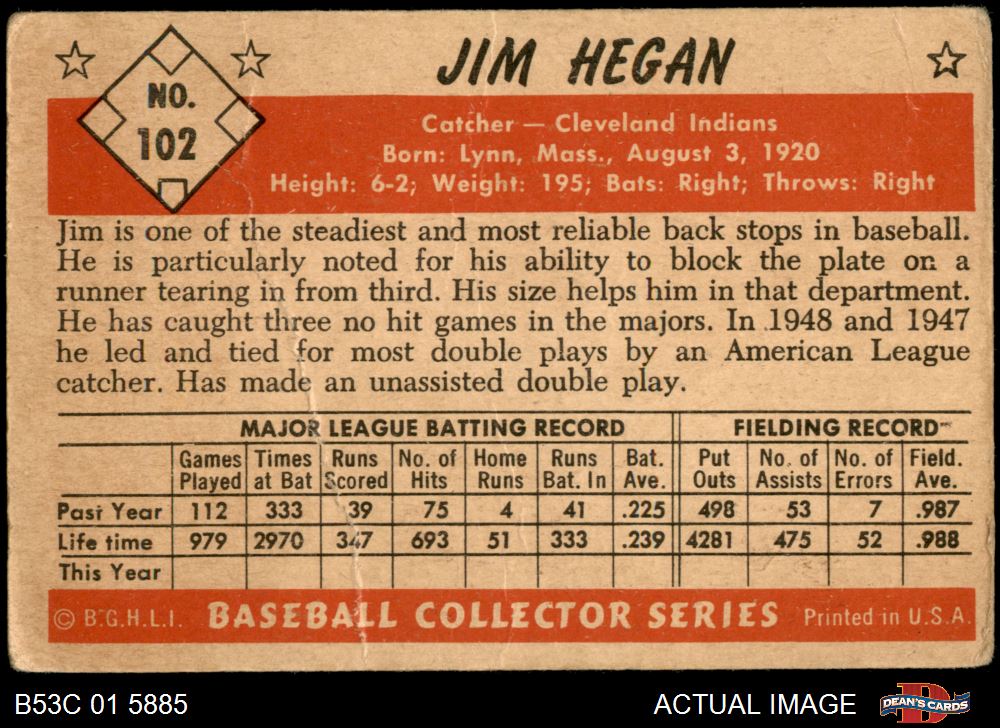 NO.
102
JIM HEGAN
Catcher — Cleveland Indians
Born: Lynn, Mass., August 3, 1920
Height: 6-2; Weight: 195; Bats: Right; Throws: Right
Jim is one of the steadiest and most reliable back stops in baseball.
He is particularly noted for his ability to block the plate on a
runner tearing in from third. His size helps him in that department.
He has caught three no hit games in the majors. In 1948 and 1947
he led and tied for most double plays by an American League
catcher. Has made an unassisted double play.
MAJOR LEAGUE BATTING RECORD FIELDING RECORD
Games Times Runs No. of Home Runs Bat. Put No. of No. of Field.
Played at Bat Scored Hits Runs Bat. In Ave. Outs Assists Errors Ave.
Past Year 112 333 39 75 4 41 .225 498 53 7 .987
Life time 979 2970 347 693 51 333 .239 4281 475 52 .988
This Year
© B.G.H.L.I. BASEBALL COLLECTOR SERIES Printed in U.S.A.
B53C 01 5885 ACTUAL IMAGE DEAN'S CARDS